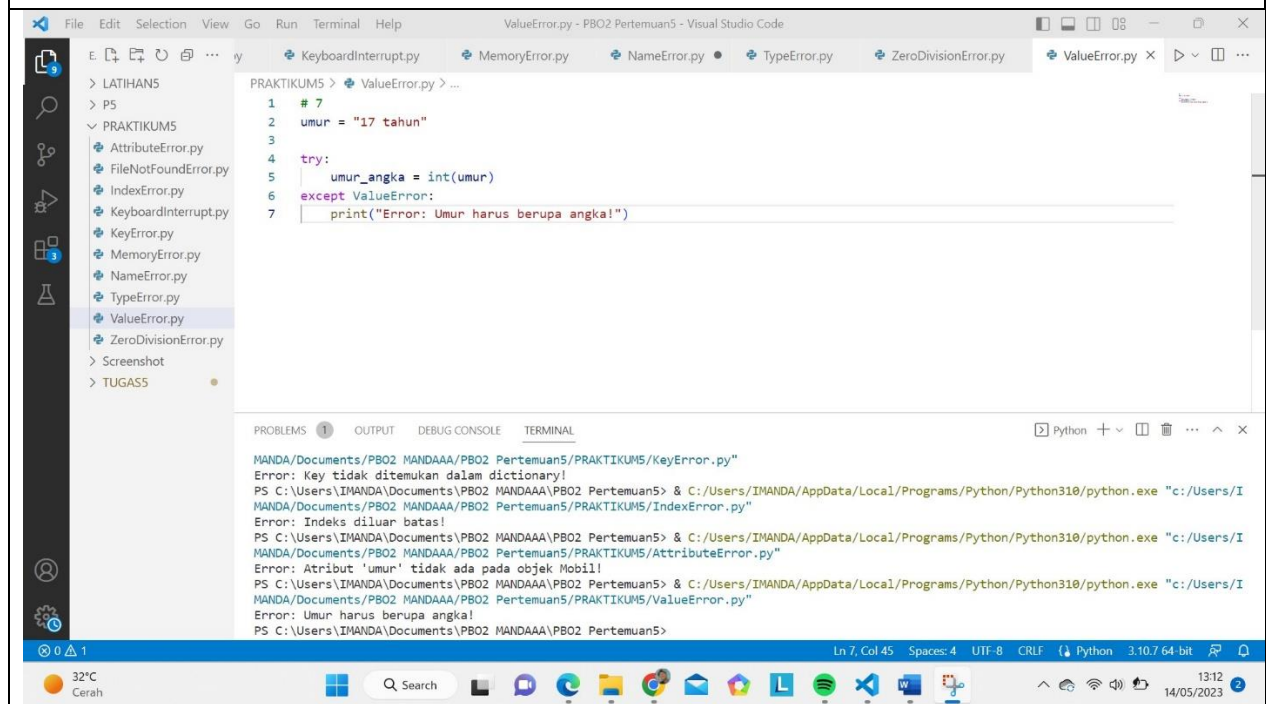 File Edit Selection View Go Run Terminal Help ValueError.py - PBO2 Pertemuan5 - Visual Studio Code
E ... y KeyboardInterrupt.py MemoryError.py NameError.py TypeError.py ZeroDivisionError.py ValueError.py
> LATIHAN5
> P5
PRAKTIKUM5
AttributeError.py
FileNotFoundError.py
IndexError.py
KeyboardInterrupt.py
KeyError.py
MemoryError.py
NameError.py
TypeError.py
ValueError.py
ZeroDivisionError.py
> Screenshot
> TUGAS5
9
3
PRAKTIKUM5 > ValueError.py > ...
1 # 7
2 umur = "17 tahun"
3
4 try:
5 umur_angka = int(umur)
6 except ValueError:
7 print("Error: Umur harus berupa angka!")
PROBLEMS 1 OUTPUT DEBUG CONSOLE TERMINAL Python
MANDA/Documents/PBO2 MANDAAA/PBO2 Pertemuan5/PRAKTIKUM5/KeyError.py"
Error: Key tidak ditemukan dalam dictionary!
PS C:\Users\IMANDA\Documents\PBO2 MANDAAA\PBO2 Pertemuan5> & C:/Users/IMANDA/AppData/Local/Programs/Python/Python310/python.exe "c:/Users/I
MANDA/Documents/PBO2 MANDAAA/PBO2 Pertemuan5/PRAKTIKUM5/IndexError.py"
Error: Indeks diluar batas!
PS C:\Users\IMANDA\Documents\PBO2 MANDAAA\PBO2 Pertemuan5> & C:/Users/IMANDA/AppData/Local/Programs/Python/Python310/python.exe "c:/Users/I
MANDA/Documents/PBO2 MANDAAA/PBO2 Pertemuan5/PRAKTIKUM5/AttributeError.py"
Error: Atribut 'umur' tidak ada pada objek Mobil!
PS C:\Users\IMANDA\Documents\PBO2 MANDAAA\PBO2 Pertemuan5> & C:/Users/IMANDA/AppData/Local/Programs/Python/Python310/python.exe "c:/Users/I
MANDA/Documents/PBO2 MANDAAA/PBO2 Pertemuan5/PRAKTIKUM5/ValueError.py"
Error: Umur harus berupa angka!
PS C:\Users\IMANDA\Documents\PBO2 MANDAAA\PBO2 Pertemuan5>
0 1 Ln 7, Col 45 Spaces: 4 UTF-8 CRLF Python 3.10.7 64-bit
32°C
Cerah
Search
13:12
14/05/2023
2